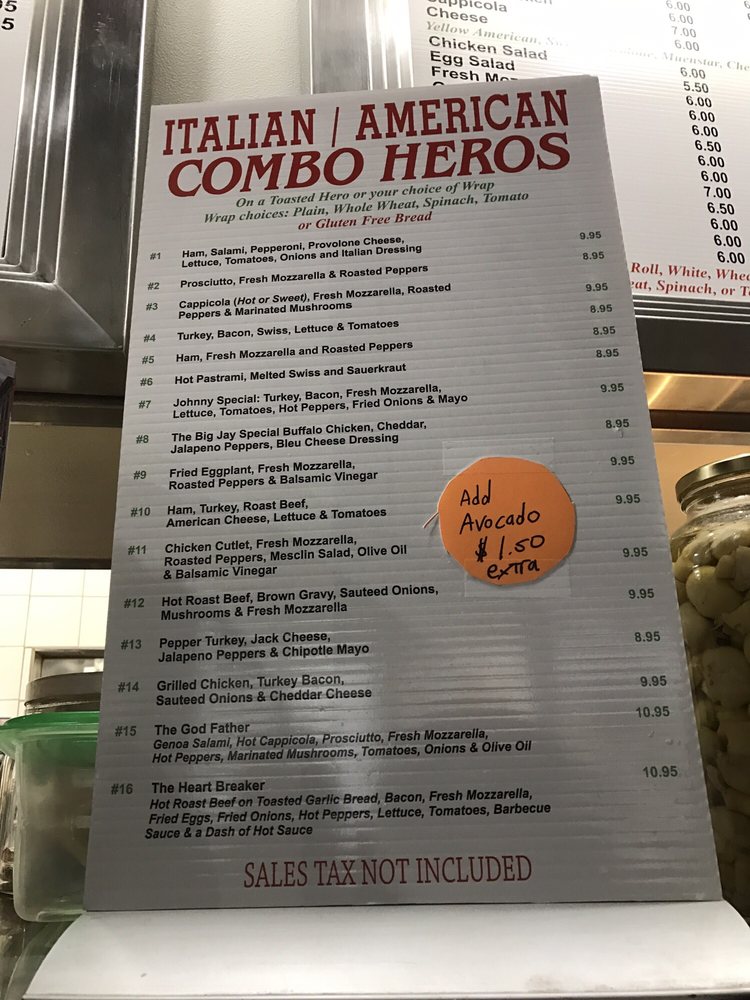 95
5
ITALIAN / AMERICAN
COMBO HEROS
On a Toasted Hero or your choice of Wrap
Wrap choices: Plain, Whole Wheat, Spinach, Tomato
or Gluten Free Bread
#1 Ham, Salami, Pepperoni, Provolone Cheese, 9.95
Lettuce, Tomatoes, Onions and Italian Dressing
#2 Prosciutto, Fresh Mozzarella & Roasted Peppers 8.95
#3 Cappicola (Hot or Sweet), Fresh Mozzarella, Roasted 9.95
Peppers & Marinated Mushrooms
#4 Turkey, Bacon, Swiss, Lettuce & Tomatoes 8.95
#5 Ham, Fresh Mozzarella and Roasted Peppers 8.95
#6 Hot Pastrami, Melted Swiss and Sauerkraut 8.95
#7 Johnny Special: Turkey, Bacon, Fresh Mozzarella, 9.95
Lettuce, Tomatoes, Hot Peppers, Fried Onions & Mayo
#8 The Big Jay Special Buffalo Chicken, Cheddar, 8.95
Jalapeno Peppers, Bleu Cheese Dressing
#9 Fried Eggplant, Fresh Mozzarella, 9.95
Roasted Peppers & Balsamic Vinegar
#10 Ham, Turkey, Roast Beef, 9.95
American Cheese, Lettuce & Tomatoes
#11 Chicken Cutlet, Fresh Mozzarella, 9.95
Roasted Peppers, Mesclin Salad, Olive Oil
& Balsamic Vinegar
#12 Hot Roast Beef, Brown Gravy, Sauteed Onions, 9.95
Mushrooms & Fresh Mozzarella
#13 Pepper Turkey, Jack Cheese, 8.95
Jalapeno Peppers & Chipotle Mayo
#14 Grilled Chicken, Turkey Bacon, 9.95
Sauteed Onions & Cheddar Cheese
#15 The God Father 10.95
Genoa Salami, Hot Cappicola, Prosciutto, Fresh Mozzarella,
Hot Peppers, Marinated Mushrooms, Tomatoes, Onions & Olive Oil
#16 The Heart Breaker 10.95
Hot Roast Beef on Toasted Garlic Bread, Bacon, Fresh Mozzarella,
Fried Eggs, Fried Onions, Hot Peppers, Lettuce, Tomatoes, Barbecue
Sauce & a Dash of Hot Sauce
SALES TAX NOT INCLUDED
Add
Avocado
$1.50
extra
Cappicola 6.00
Cheese 6.00
7.00
Yellow American, Muenstar, Che
6.00
Chicken Salad 6.00
Egg Salad 5.50
Fresh 6.00
6.00
6.00
6.50
6.00
6.00
7.00
6.50
6.00
6.00
6.00
Roll, White, Whea
eat, Spinach, or To